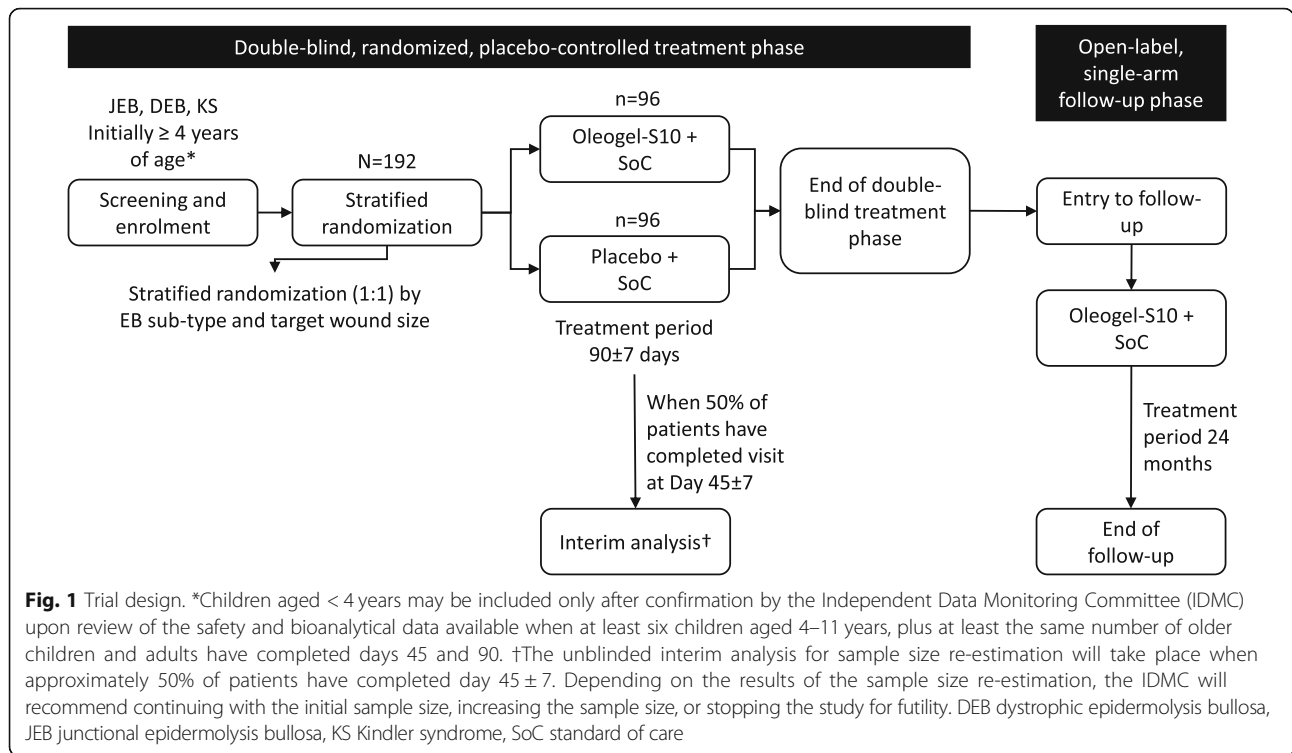 Double-blind, randomized, placebo-controlled treatment phase
Open-label,
single-arm
follow-up phase
JEB, DEB, KS
Initially ≥ 4 years
of age*
Screening and
enrolment
N=192
Stratified
randomization
Stratified randomization (1:1) by
EB sub-type and target wound size
n=96
Oleogel-S10 +
SoC
n=96
Placebo +
SoC
Treatment period
90±7 days
When 50% of
patients have
completed visit
at Day 45±7
Interim analysis†
End of double-
blind treatment
phase
Entry to follow-
up
Oleogel-S10 +
SoC
Treatment
period 24
months
End of
follow-up
Fig. 1 Trial design. *Children aged < 4 years may be included only after confirmation by the Independent Data Monitoring Committee (IDMC)
upon review of the safety and bioanalytical data available when at least six children aged 4–11 years, plus at least the same number of older
children and adults have completed days 45 and 90. †The unblinded interim analysis for sample size re-estimation will take place when
approximately 50% of patients have completed day 45 ± 7. Depending on the results of the sample size re-estimation, the IDMC will
recommend continuing with the initial sample size, increasing the sample size, or stopping the study for futility. DEB dystrophic epidermolysis bullosa,
JEB junctional epidermolysis bullosa, KS Kindler syndrome, SoC standard of care